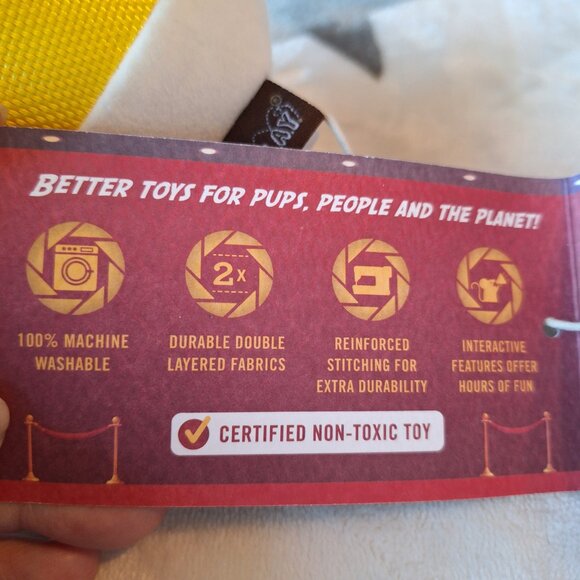 PLAY
BETTER TOYS FOR PUPS, PEOPLE AND THE PLANET!
2x
100% MACHINE
WASHABLE
DURABLE DOUBLE
LAYERED FABRICS
REINFORCED
STITCHING FOR
EXTRA DURABILITY
INTERACTIVE
FEATURES OFFER
HOURS OF FUN
CERTIFIED NON-TOXIC TOY